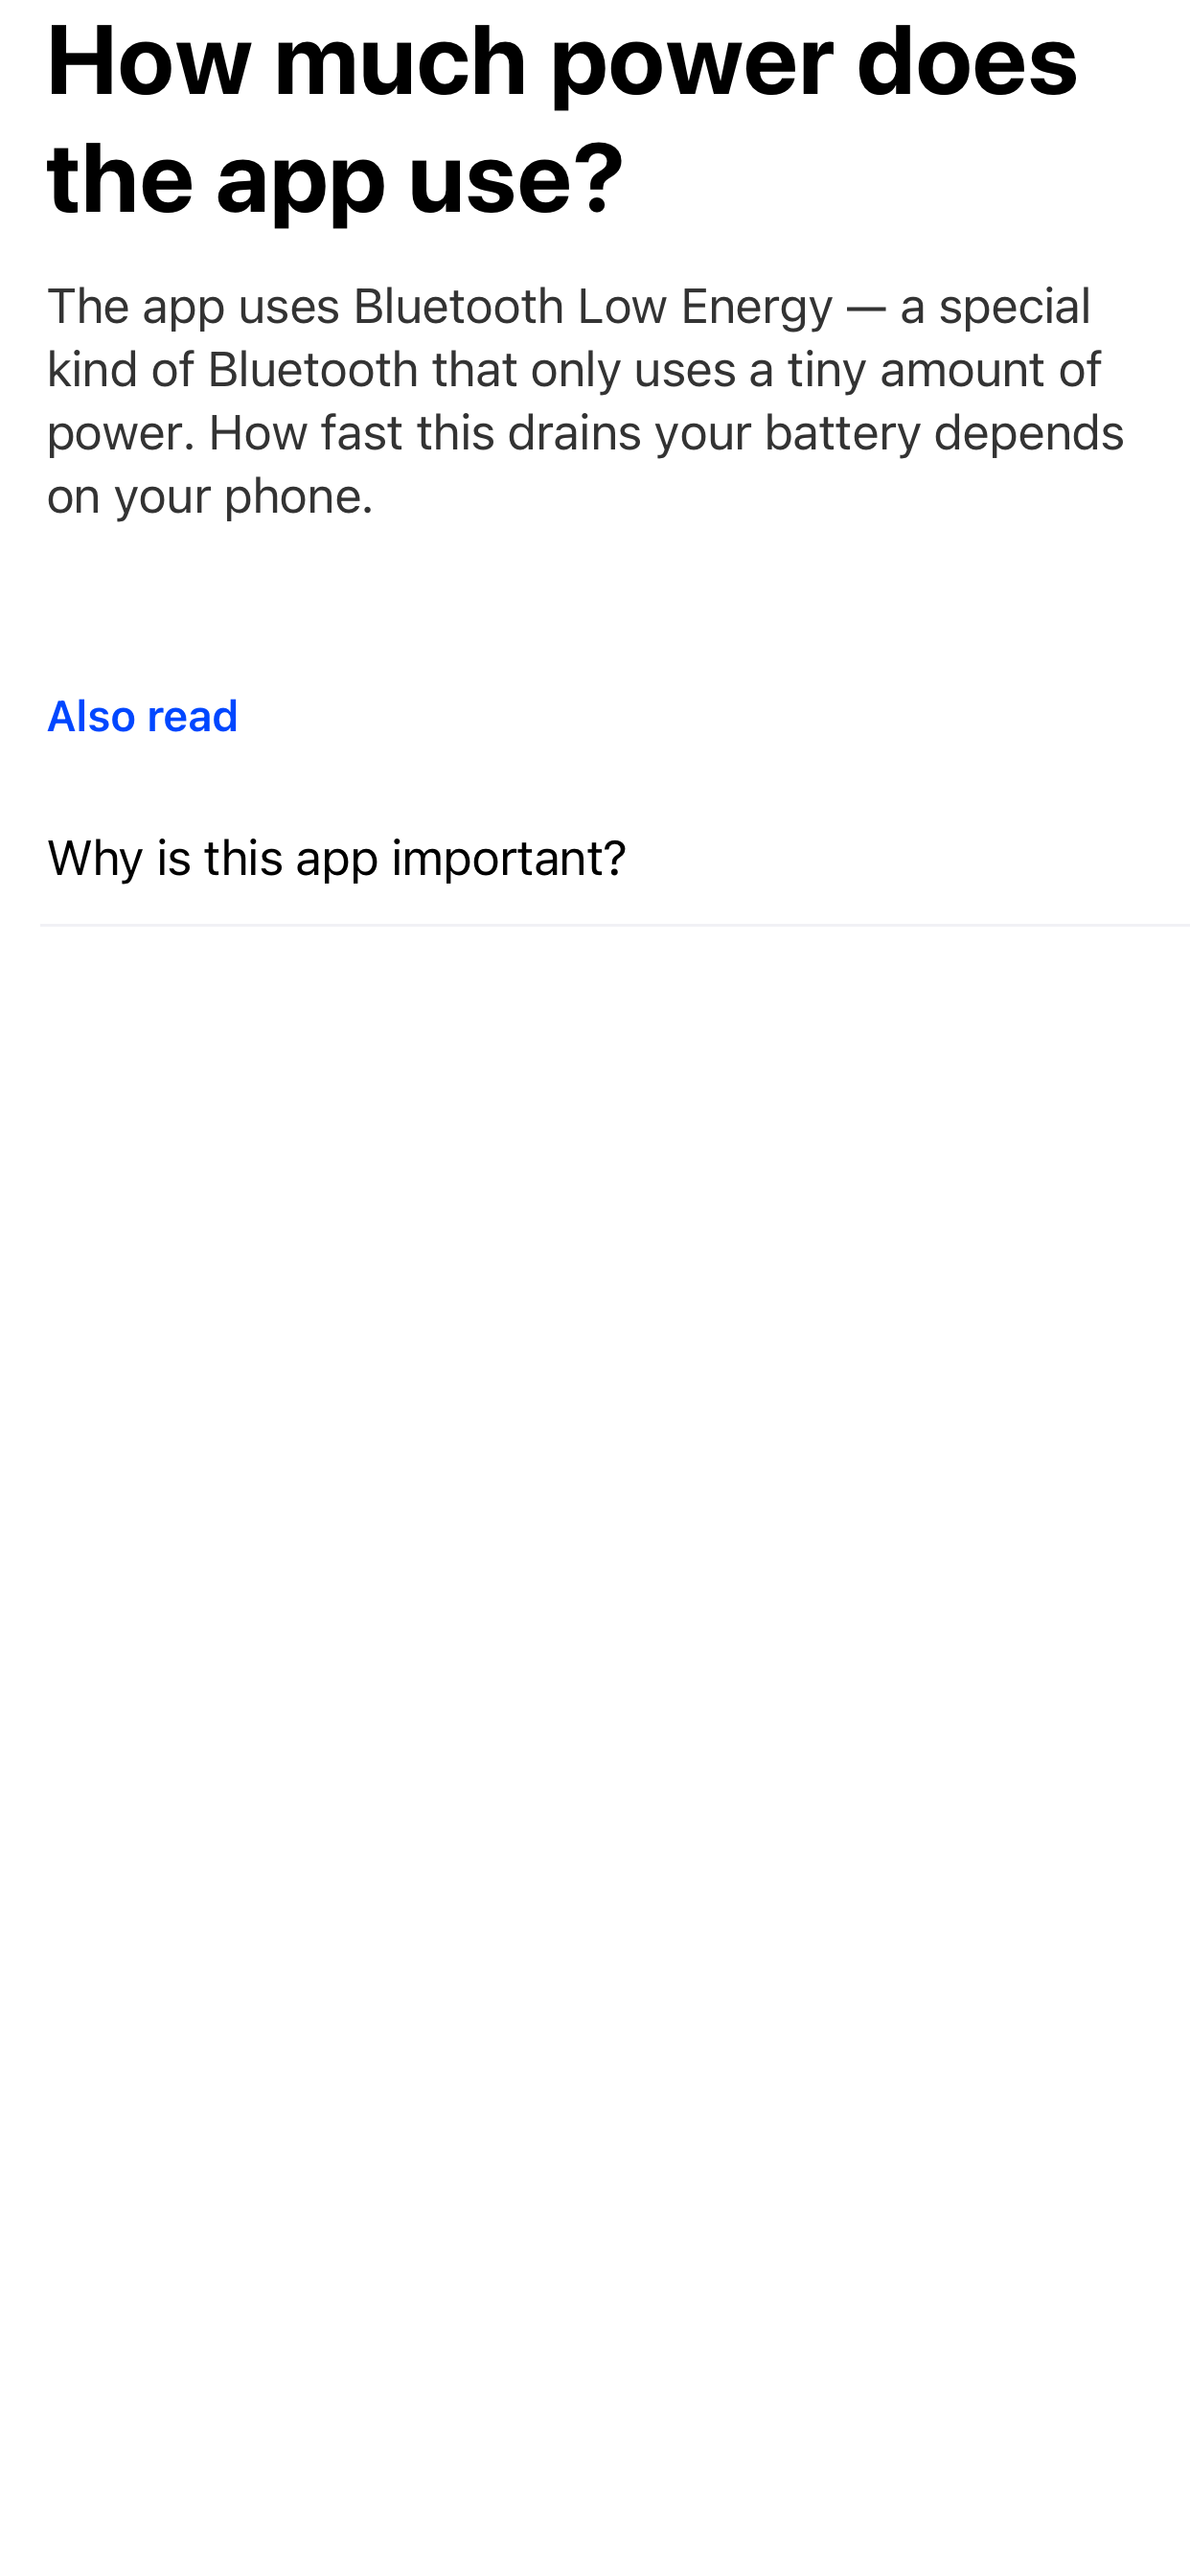 How much power does
the app use?
The app uses Bluetooth Low Energy — a special
kind of Bluetooth that only uses a tiny amount of
power. How fast this drains your battery depends
on your phone.
Also read
Why is this app important?